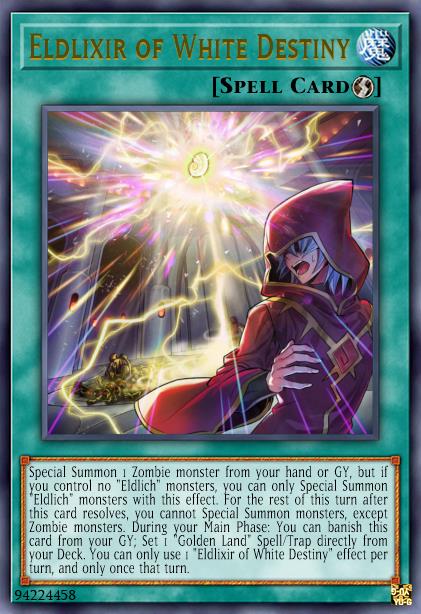 ELDLIXIR OF WHITE DESTINY 魔
[SPELL CARD]
Special Summon 1 Zombie monster from your hand or GY, but if
you control no "Eldlich" monsters, you can only Special Summon
"Eldlich" monsters with this effect. For the rest of this turn after
this card resolves, you cannot Special Summon monsters, except
Zombie monsters. During your Main Phase: You can banish
this card from your GY; Set 1 "Golden Land" Spell/Trap directly from
your Deck. You can only use 1 "Eldlixir of White Destiny" effect per
turn, and only once that turn.
94224458